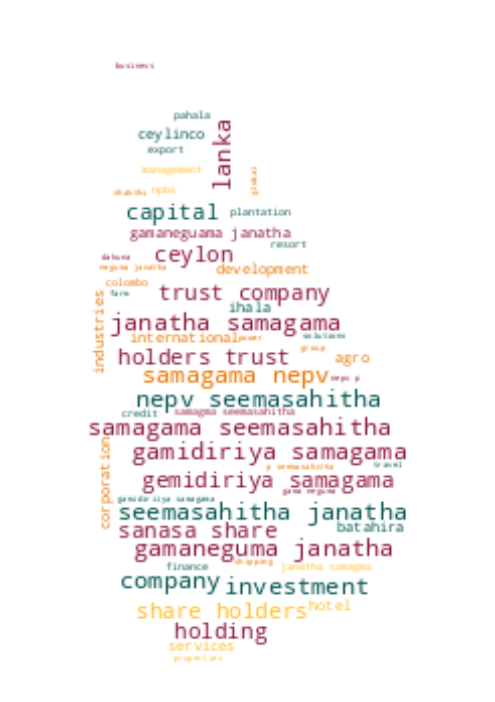 business
pahala
ceylinco
lanka
export
management
global
shakthi
npbs
capital
plantation
gamaneguama janatha
resort
ceylon
dakuna
neguma janatha
development
colombo
farm
trust company
industries
ihala
janatha samagama
international
power
solutions
group
holders trust
agro
samagama nepv
nepv p
nepv seemasahitha
credit
samagma seemasahitha
samagama seemasahitha
corporation
gamidiriya samagama
p seemasahitha
travel
gemidiriya samagama
gama neguma
gamidiriiya samagama
seemasahitha janatha
sanasa share
batahira
gamaneguma janatha
shipping
finance
janatha samagma
company
investment
share holders
hotel
holding
services
properties